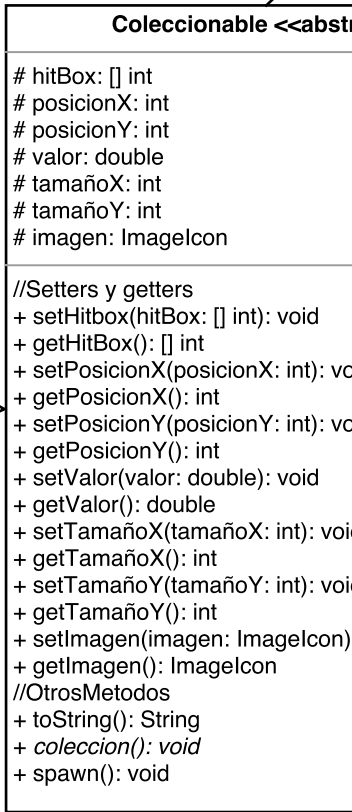 Coleccionable <<abstr
# hitBox: [] int
# posicionX: int
# posicionY: int
# valor: double
# tamañoX: int
# tamañoY: int
# imagen: ImageIcon
//Setters y getters
+ setHitbox(hitBox: [] int): void
+ getHitBox(): [] int
+ setPosicionX(posicionX: int): vo
+ getPosicionX(): int
+ setPosicionY(posicionY: int): vo
+ getPosicionY(): int
+ setValor(valor: double): void
+ getValor(): double
+ setTamañoX(tamañoX: int): void
+ getTamañoX(): int
+ setTamañoY(tamañoY: int): void
+ getTamañoY(): int
+ setImagen(imagen: ImageIcon)
+ getImagen(): ImageIcon
//OtrosMetodos
+ toString(): String
+ coleccion(): void
+ spawn(): void